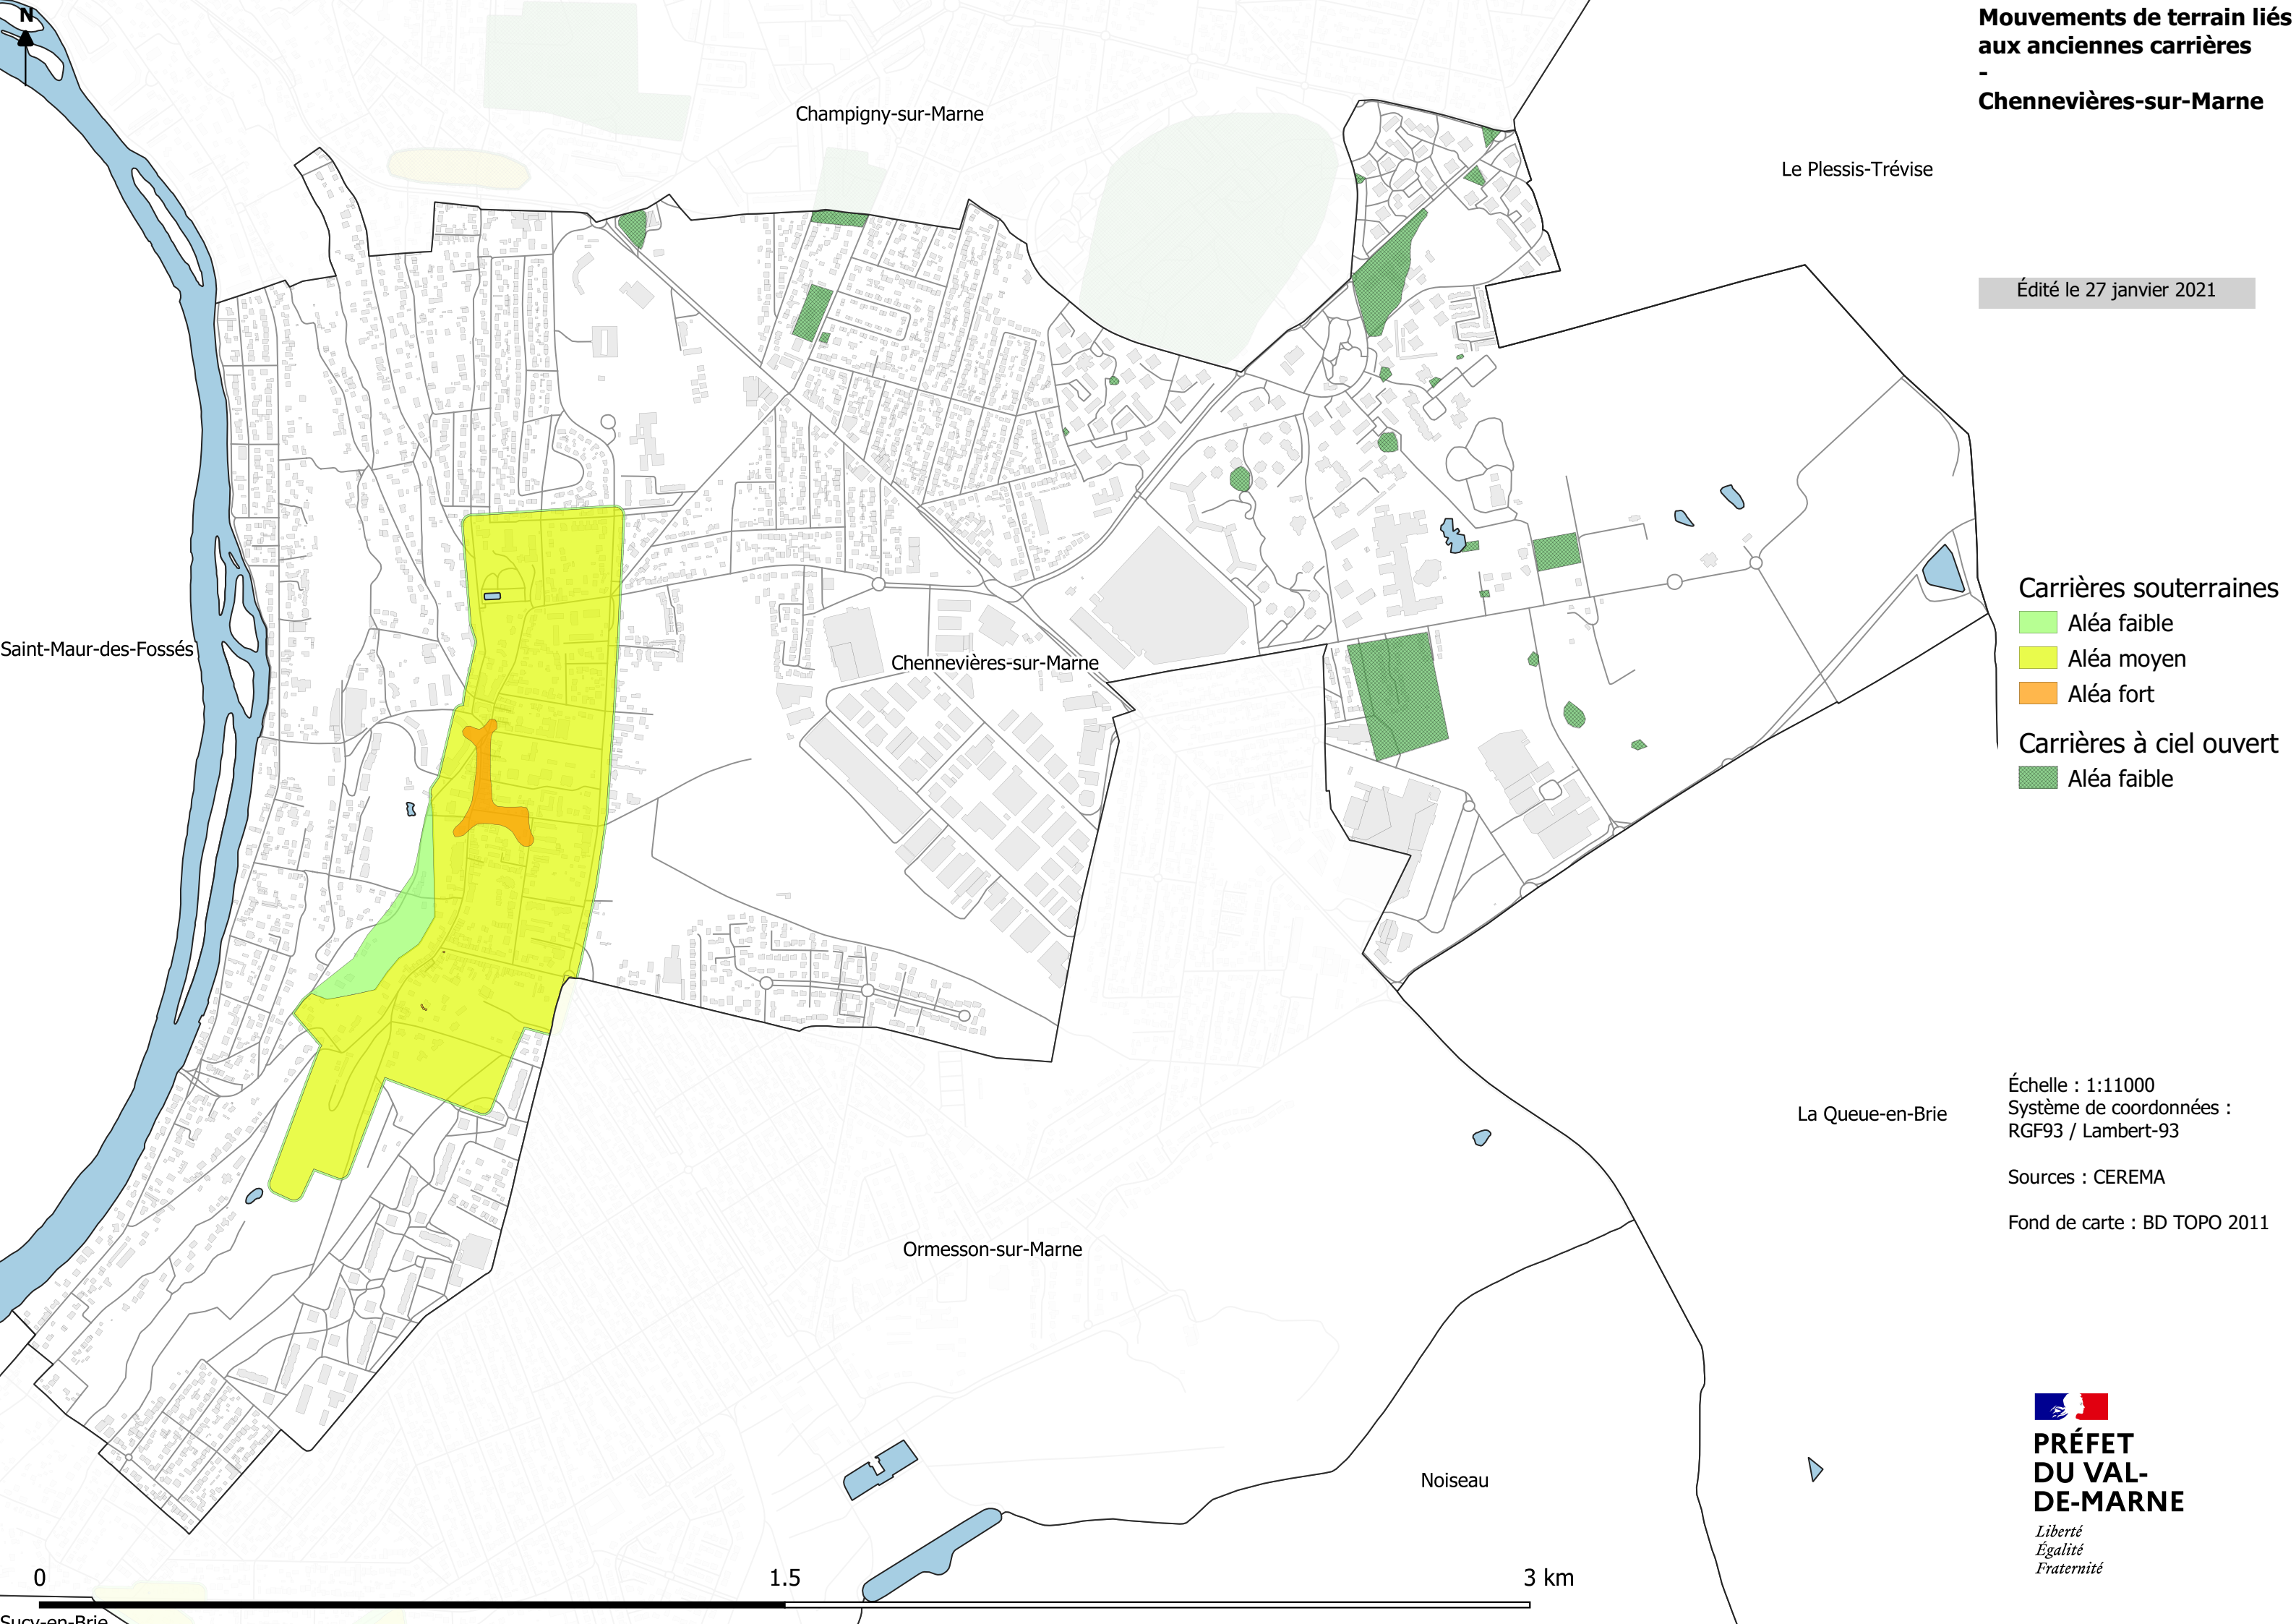 N
Mouvements de terrain liés
aux anciennes carrières
-
Chennevières-sur-Marne
Champigny-sur-Marne
Le Plessis-Trévise
Édité le 27 janvier 2021
Saint-Maur-des-Fossés
Chennevières-sur-Marne
Carrières souterraines
Aléa faible
Aléa moyen
Aléa fort
Carrières à ciel ouvert
Aléa faible
La Queue-en-Brie
Échelle : 1:11000
Système de coordonnées :
RGF93 / Lambert-93
Sources : CEREMA
Fond de carte : BD TOPO 2011
Ormesson-sur-Marne
Noiseau
PRÉFET
DU VAL-
DE-MARNE
Liberté
Égalité
Fraternité
0
1.5
3 km
Sucy-en-Brie